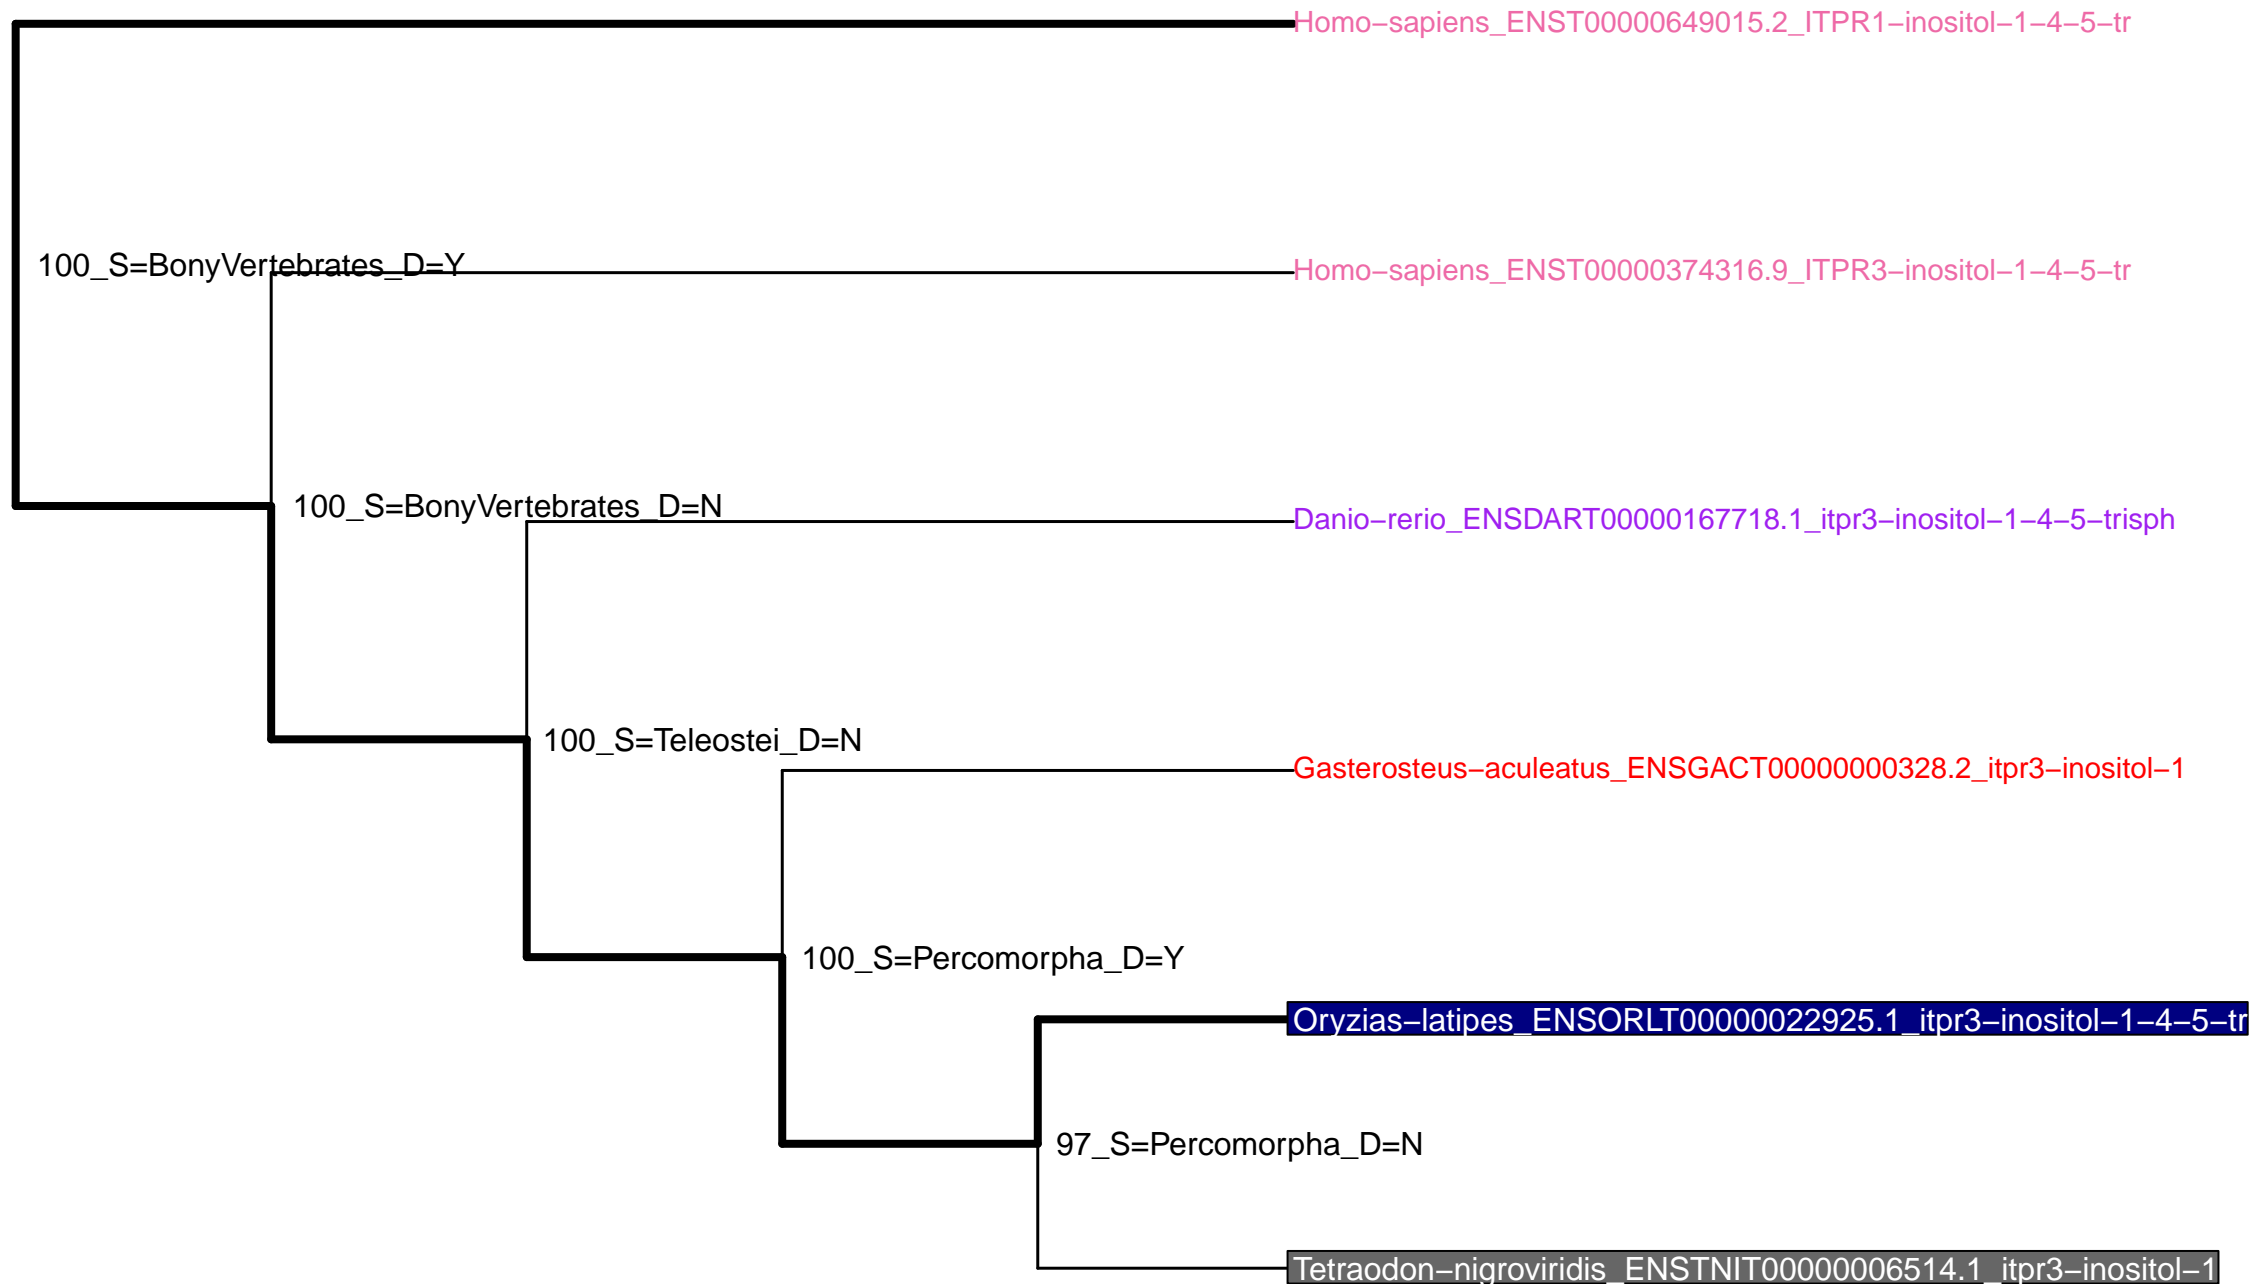 Homo−sapiens_ENST00000649015.2_ITPR1−inositol−1−4−5−tr
100_S=BonyVertebrates_D=Y
Homo−sapiens_ENST00000374316.9_ITPR3−inositol−1−4−5−tr
100_S=BonyVertebrates_D=N
Danio−rerio_ENSDART00000167718.1_itpr3−inositol−1−4−5−trisph
100_S=Teleostei_D=N
Gasterosteus−aculeatus_ENSGACT00000000328.2_itpr3−inositol−1
100_S=Percomorpha_D=Y
Oryzias−latipes_ENSORLT00000022925.1_itpr3−inositol−1−4−5−tr
97_S=Percomorpha_D=N
Tetraodon−nigroviridis_ENSTNIT00000006514.1_itpr3−inositol−1